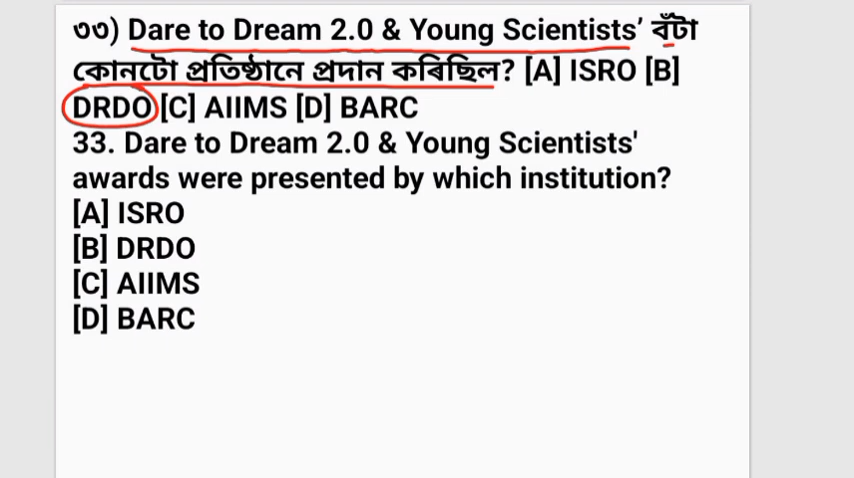 ৩৩) Dare to Dream 2.0 & Young Scientists’ বঁটা
কোনটো প্ৰতিষ্ঠানে প্ৰদান কৰিছিল? [A] ISRO [B]
DRDO [C] AIIMS [D] BARC
33. Dare to Dream 2.0 & Young Scientists'
awards were presented by which institution?
[A] ISRO
[B] DRDO
[C] AIIMS
[D] BARC